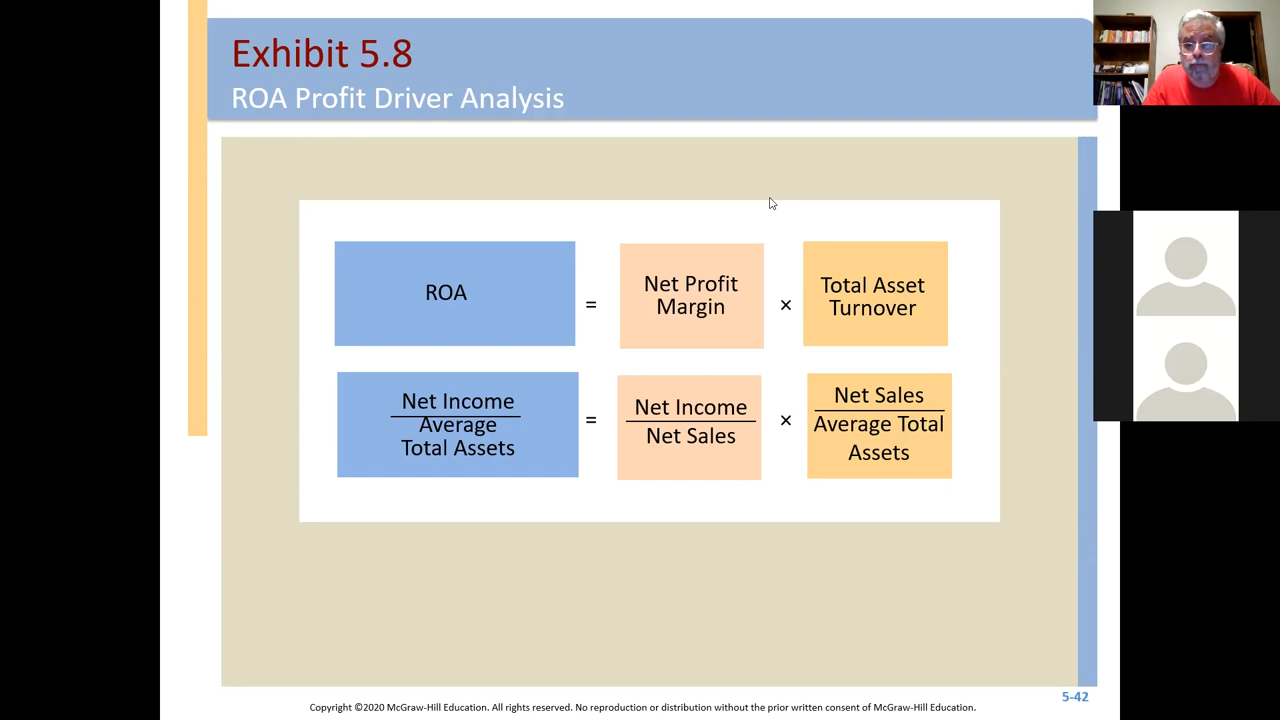 Exhibit 5.8
ROA Profit Driver Analysis
ROA
=
Net Profit
Margin
×
Total Asset
Turnover
Net Income
Average
Total Assets
=
Net Income
Net Sales
×
Net Sales
Average Total
Assets
5-42
Copyright ©2020 McGraw-Hill Education. All rights reserved. No reproduction or distribution without the prior written consent of McGraw-Hill Education.